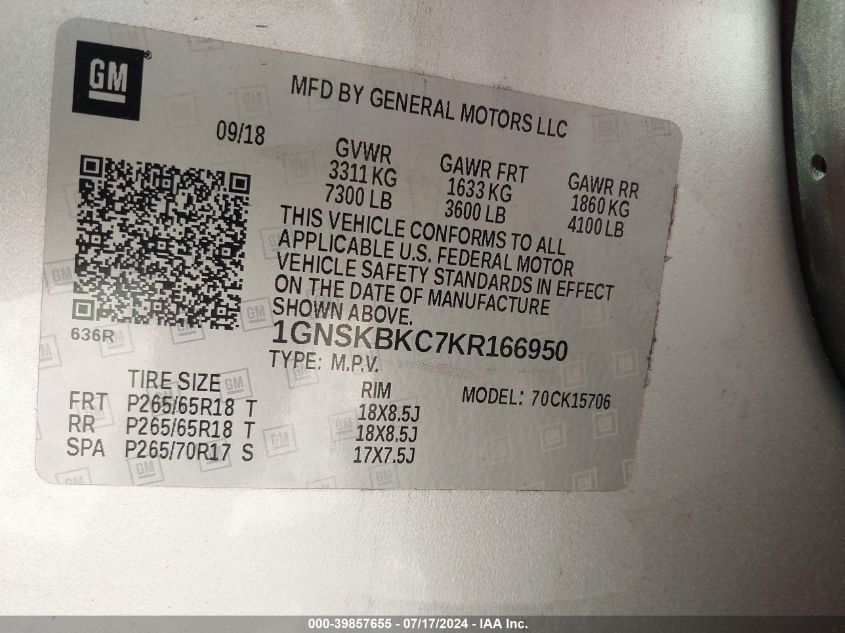 GM®
MFD BY GENERAL MOTORS LLC
09/18
GVWR
3311 KG
7300 LB
GAWR FRT
1633 KG
3600 LB
GAWR RR
1860 KG
4100 LB
THIS VEHICLE CONFORMS TO ALL
APPLICABLE U.S. FEDERAL MOTOR
VEHICLE SAFETY STANDARDS IN EFFECT
ON THE DATE OF MANUFACTURE
SHOWN ABOVE.
636R
1GNSKBKC7KR166950
TYPE: M.P.V.
TIRE SIZE RIM MODEL: 70CK15706
FRT P265/65R18 T 18X8.5J
RR P265/65R18 T 18X8.5J
SPA P265/70R17 S 17X7.5J
000-39857655 - 07/17/2024 - IAA Inc.